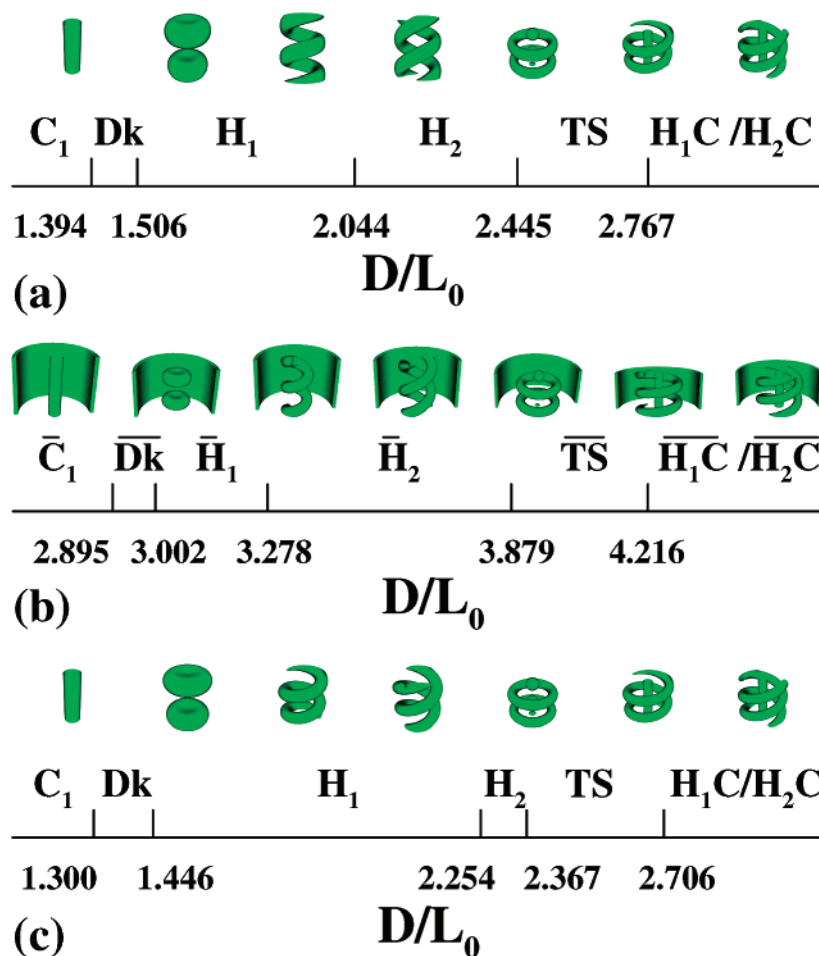 C₁ Dk H₁ H₂ TS H₁C /H₂C
1.394 1.506 2.044 2.445 2.767
(a) D/L₀
C̄₁ D̅k̅ H̄₁ H̄₂ T̅S̅ H̅₁̅C̅ /H̅₂̅C̅
2.895 3.002 3.278 3.879 4.216
(b) D/L₀
C₁ Dk H₁ H₂ TS H₁C/H₂C
1.300 1.446 2.254 2.367 2.706
(c) D/L₀